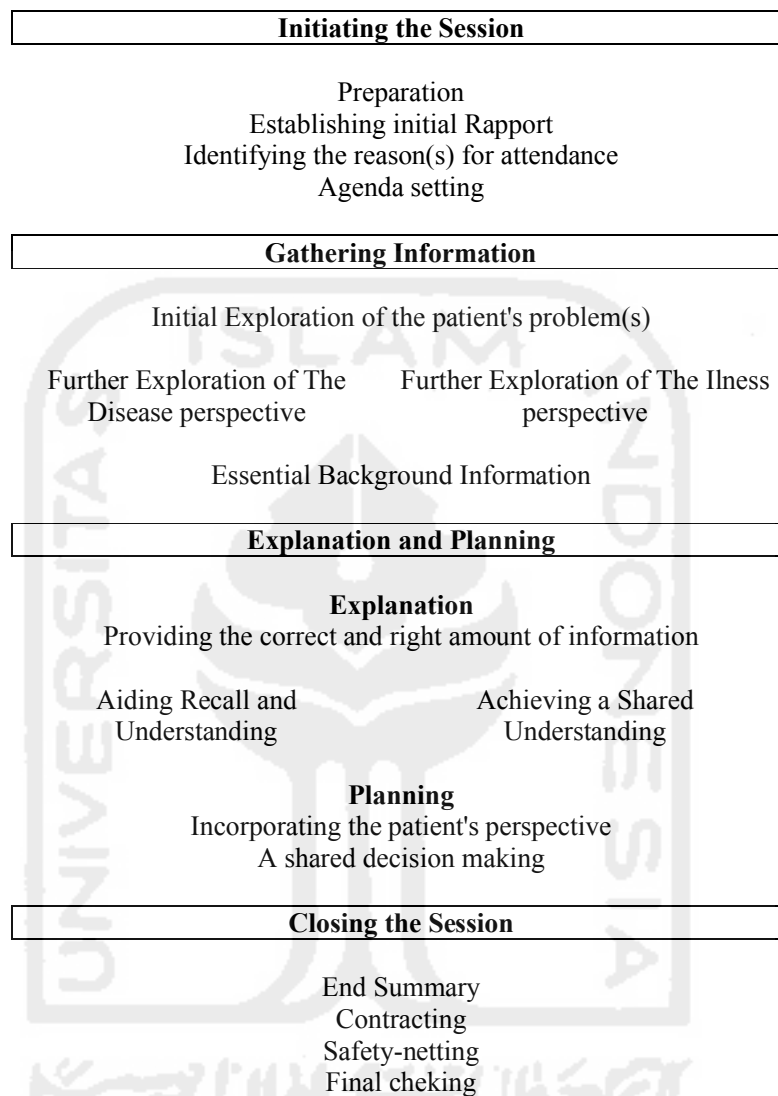 Initiating the Session
Preparation
Establishing initial Rapport
Identifying the reason(s) for attendance
Agenda setting
Gathering Information
Initial Exploration of the patient's problem(s)
Further Exploration of The Disease perspective
Further Exploration of The Ilness perspective
Essential Background Information
Explanation and Planning
Explanation
Providing the correct and right amount of information
Aiding Recall and Understanding
Achieving a Shared Understanding
Planning
Incorporating the patient's perspective
A shared decision making
Closing the Session
End Summary
Contracting
Safety-netting
Final cheking
UNIVERSITAS
ISLAM
INDONESIA